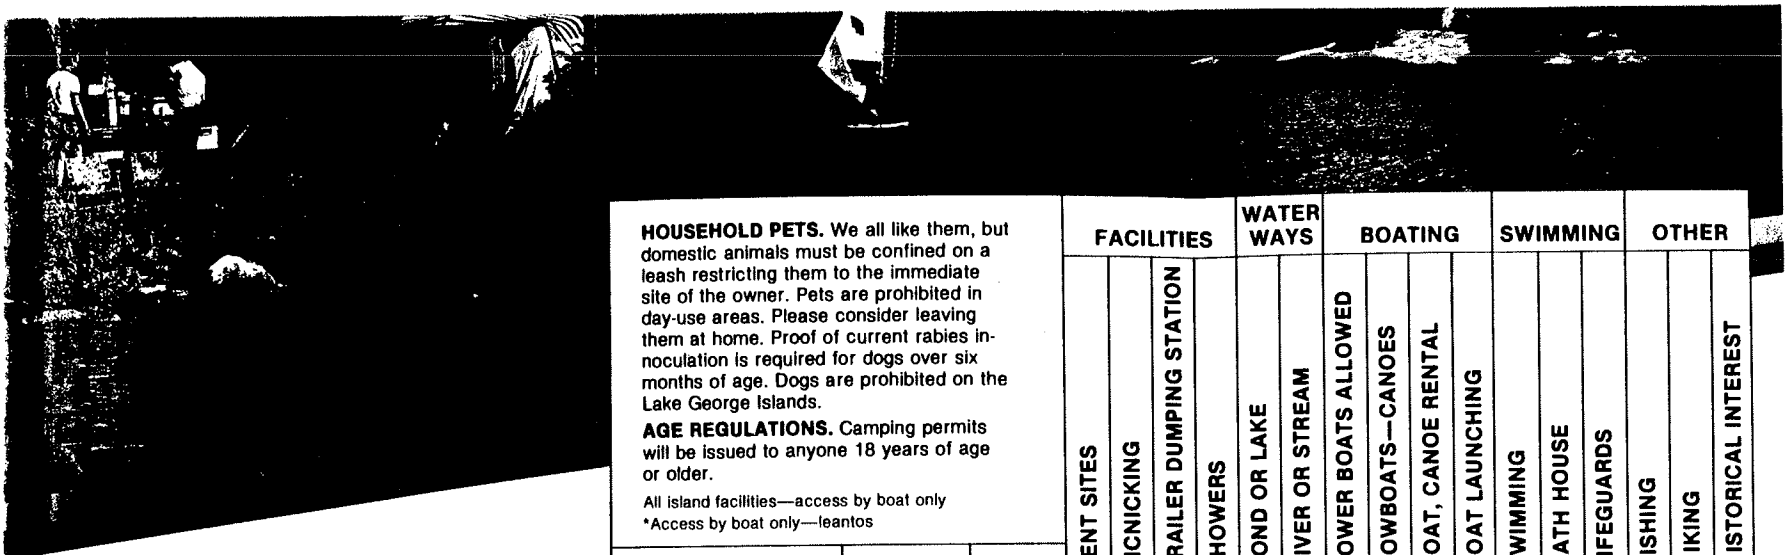 HOUSEHOLD PETS. We all like them, but
domestic animals must be confined on a
leash restricting them to the immediate
site of the owner. Pets are prohibited in
day-use areas. Please consider leaving
them at home. Proof of current rabies in-
noculation is required for dogs over six
months of age. Dogs are prohibited on the
Lake George Islands.
AGE REGULATIONS. Camping permits
will be issued to anyone 18 years of age
or older.
All island facilities—access by boat only
*Access by boat only—leantos
FACILITIES
WATER
WAYS
BOATING
SWIMMING
OTHER
ENT SITES
ICNICKING
RAILER DUMPING STATION
HOWERS
OND OR LAKE
IVER OR STREAM
OWER BOATS ALLOWED
OWBOATS—CANOES
OAT, CANOE RENTAL
OAT LAUNCHING
WIMMING
ATH HOUSE
IFEGUARDS
ISHING
IKING
ISTORICAL INTEREST